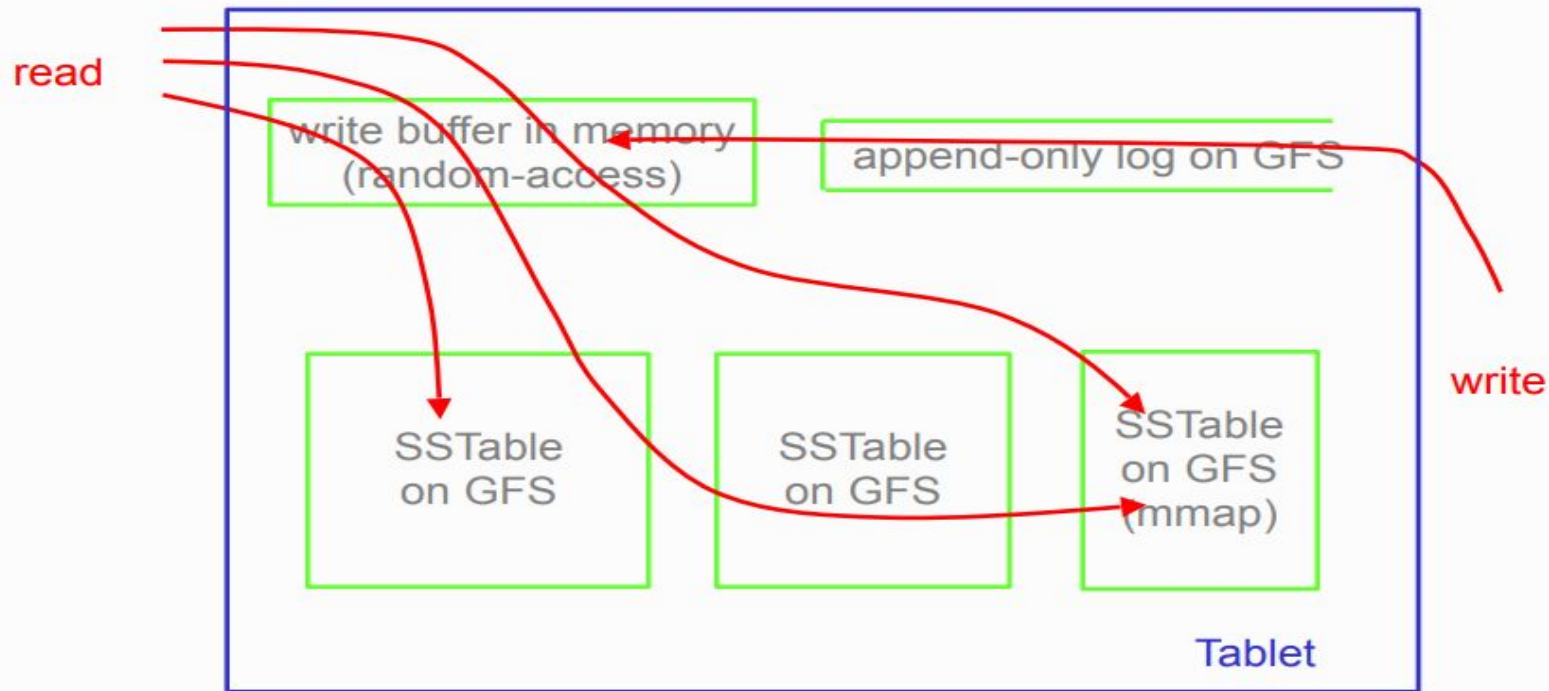 read
write buffer in memory
(random-access)
append-only log on GFS
write
SSTable
on GFS
SSTable
on GFS
SSTable
on GFS
(mmap)
Tablet